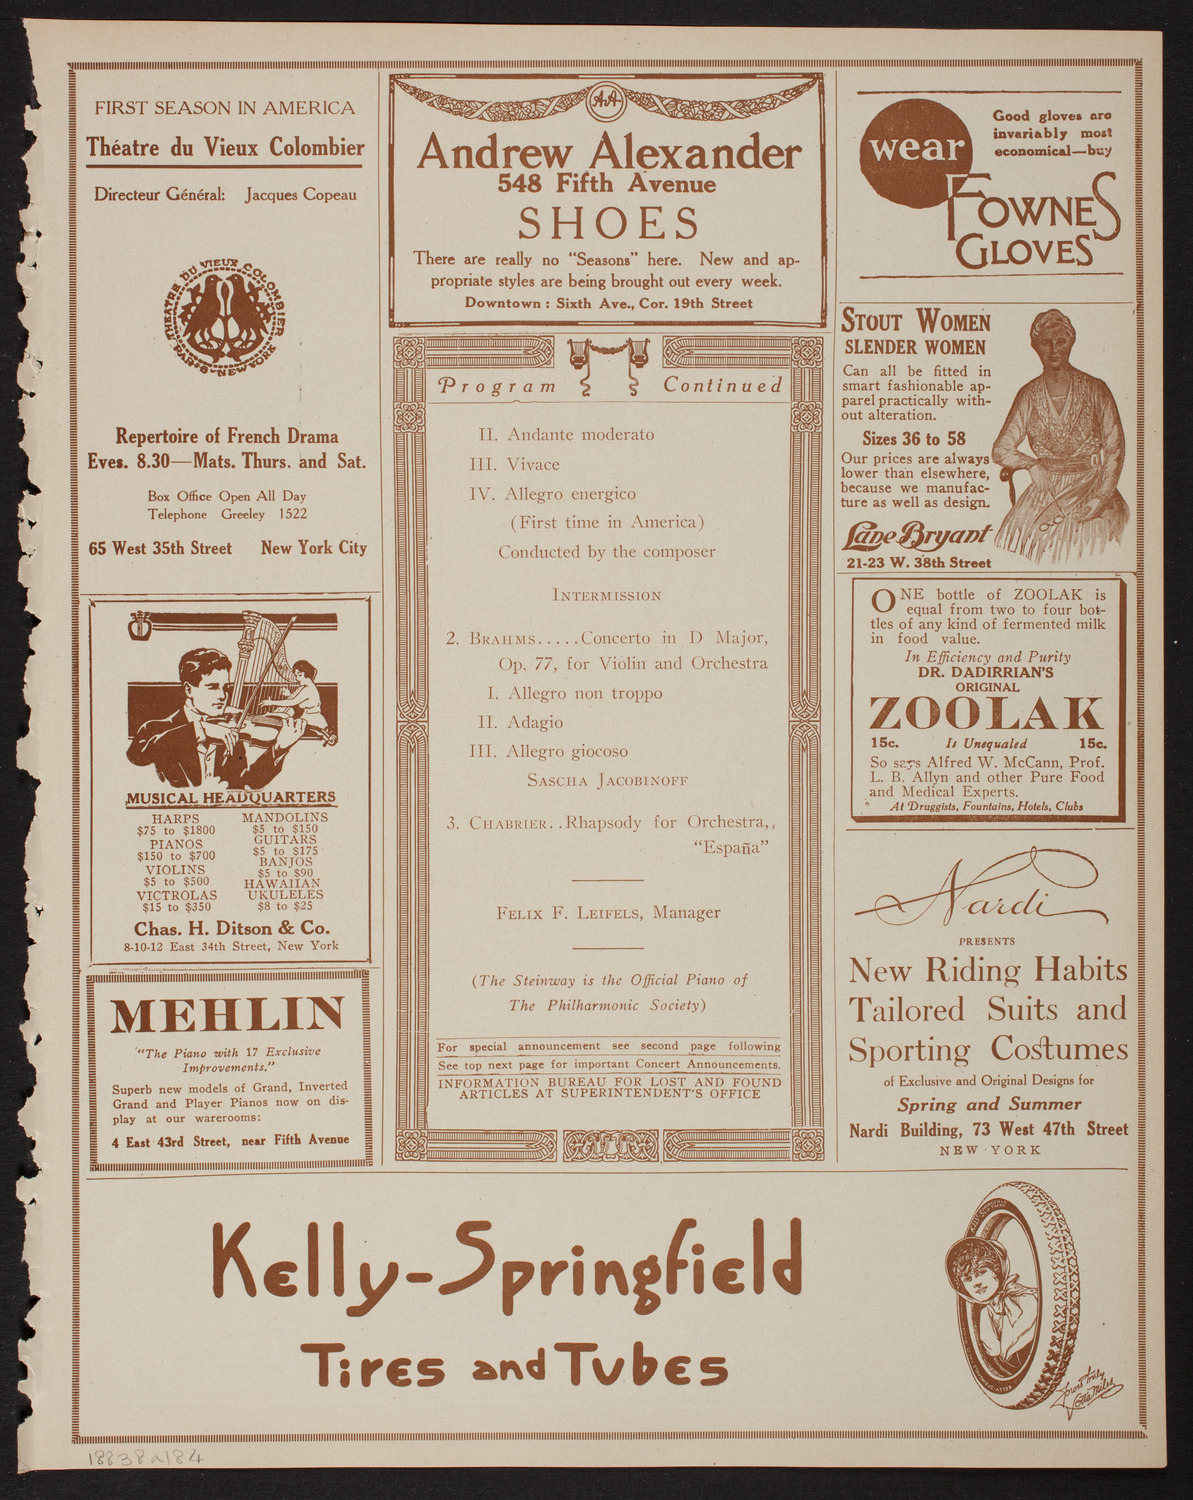 FIRST SEASON IN AMERICA
Théatre du Vieux Colombier
Directeur Général: Jacques Copeau
THEATRE DU VIEUX COLOMBIER
PARIS NEW YORK
Repertoire of French Drama
Eves. 8.30—Mats. Thurs. and Sat.
Box Office Open All Day
Telephone Greeley 1522
65 West 35th Street New York City
MUSICAL HEADQUARTERS
HARPS
$75 to $1800
PIANOS
$150 to $700
VIOLINS
$5 to $500
VICTROLAS
$15 to $350
MANDOLINS
$5 to $150
GUITARS
$5 to $175
BANJOS
$5 to $90
HAWAIIAN
UKULELES
$8 to $25
Chas. H. Ditson & Co.
8-10-12 East 34th Street, New York
MEHLIN
"The Piano with 17 Exclusive
Improvements."
Superb new models of Grand, Inverted
Grand and Player Pianos now on dis-
play at our warerooms:
4 East 43rd Street, near Fifth Avenue
AA
Andrew Alexander
548 Fifth Avenue
SHOES
There are really no "Seasons" here. New and ap-
propriate styles are being brought out every week.
Downtown : Sixth Ave., Cor. 19th Street
Program Continued
II. Andante moderato
III. Vivace
IV. Allegro energico
(First time in America)
Conducted by the composer
INTERMISSION
2. BRAHMS.....Concerto in D Major,
Op. 77, for Violin and Orchestra
I. Allegro non troppo
II. Adagio
III. Allegro giocoso
SASCHA JACOBINOFF
3. CHABRIER..Rhapsody for Orchestra,,
"España"
FELIX F. LEIFELS, Manager
(The Steinway is the Official Piano of
The Philharmonic Society)
For special announcement see second page following
See top next page for important Concert Announcements.
INFORMATION BUREAU FOR LOST AND FOUND
ARTICLES AT SUPERINTENDENT'S OFFICE
wear
Good gloves are
invariably most
economical—buy
FOWNES
GLOVES
STOUT WOMEN
SLENDER WOMEN
Can all be fitted in
smart fashionable ap-
parel practically with-
out alteration.
Sizes 36 to 58
Our prices are always
lower than elsewhere,
because we manufac-
ture as well as design.
Lane Bryant
21-23 W. 38th Street
ONE bottle of ZOOLAK is
equal from two to four bot-
tles of any kind of fermented milk
in food value.
In Efficiency and Purity
DR. DADIRRIAN'S
ORIGINAL
ZOOLAK
15c. Is Unequaled 15c.
So says Alfred W. McCann, Prof.
L. B. Allyn and other Pure Food
and Medical Experts.
At Druggists, Fountains, Hotels, Clubs
Nardi
PRESENTS
New Riding Habits
Tailored Suits and
Sporting Costumes
of Exclusive and Original Designs for
Spring and Summer
Nardi Building, 73 West 47th Street
NEW YORK
Kelly-Springfield
Tires and Tubes
Yours truly
Lotta Miles
18838a184